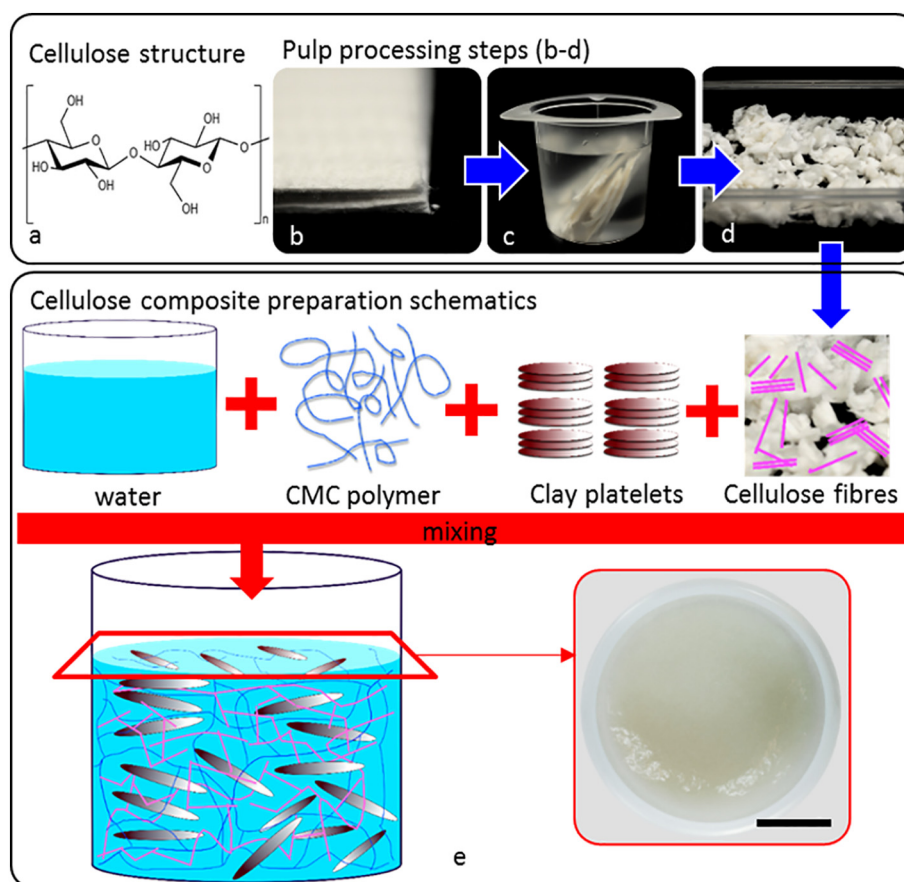 Cellulose structure
Pulp processing steps (b-d)
OH
OH
HO
O
O
O
HO
HO
O
O
OH
OH
OH
n
a
b
c
d
Cellulose composite preparation schematics
water
CMC polymer
Clay platelets
Cellulose fibres
mixing
e